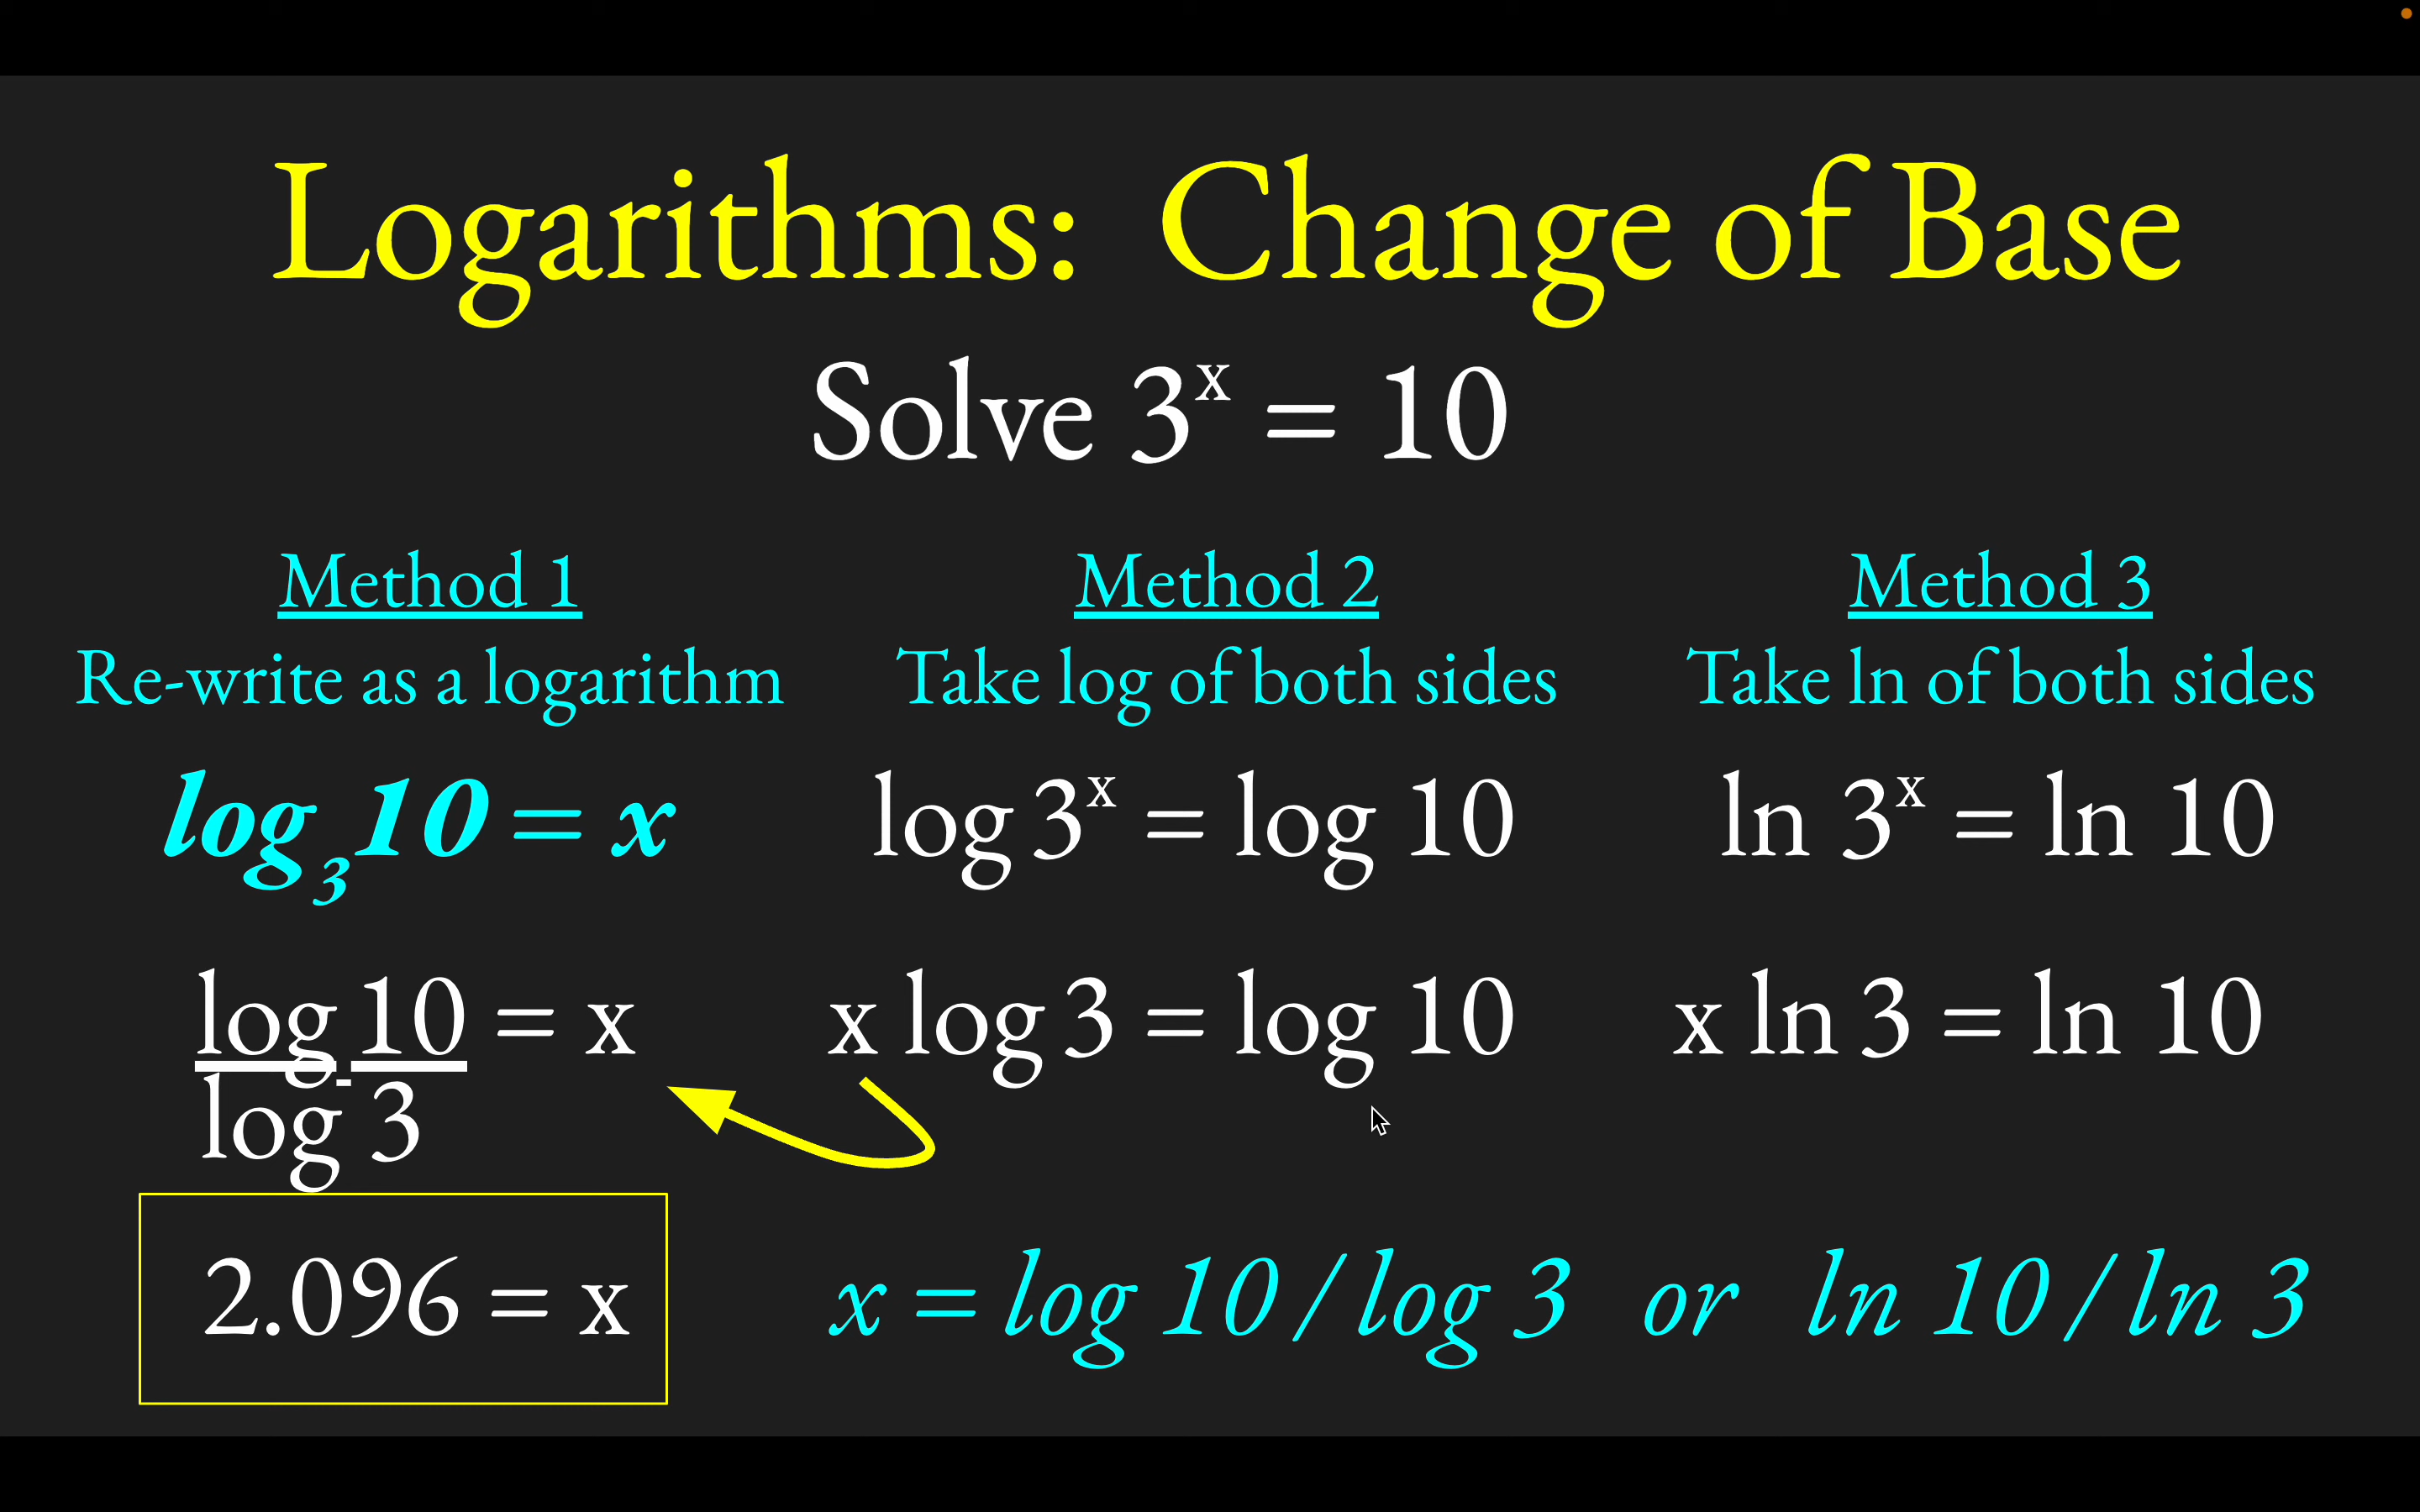 Logarithms: Change of Base
Solve 3ˣ = 10
Method 1
Re-write as a logarithm
log₃10 = x
log 10 = x
log 3
2.096 = x
Method 2
Take log of both sides
log 3ˣ = log 10
x log 3 = log 10
Method 3
Take ln of both sides
ln 3ˣ = ln 10
x ln 3 = ln 10
x = log 10/log 3 or ln 10/ln 3